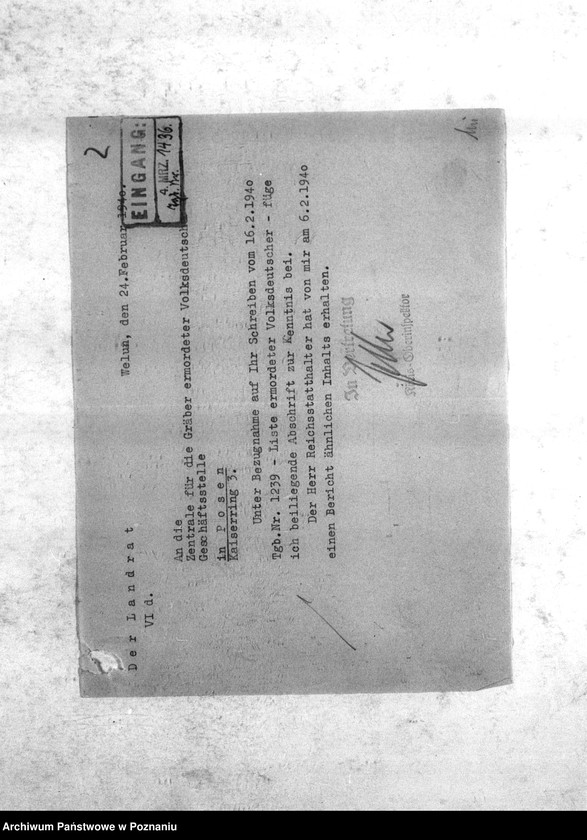 2
Der Landrat
VI d.
Welun, den 24.Februar 1940.
EINGANG:
4. MRZ. 1436.
An die
Zentrale für die Gräber ermordeter Volksdeutsch
Geschäftsstelle
in Posen
Kaiserring 3.
Unter Bezugnahme auf Ihr Schreiben vom 16.2.1940
Tgb.Nr. 1239 - Liste ermordeter Volksdeutscher - füge
ich beiliegende Abschrift zur Kenntnis bei.
Der Herr Reichsstatthalter hat von mir am 6.2.1940
einen Bericht ähnlichen Inhalts erhalten.
In Vertretung
Kreis-Oberinspektor
Archiwum Państwowe w Poznaniu